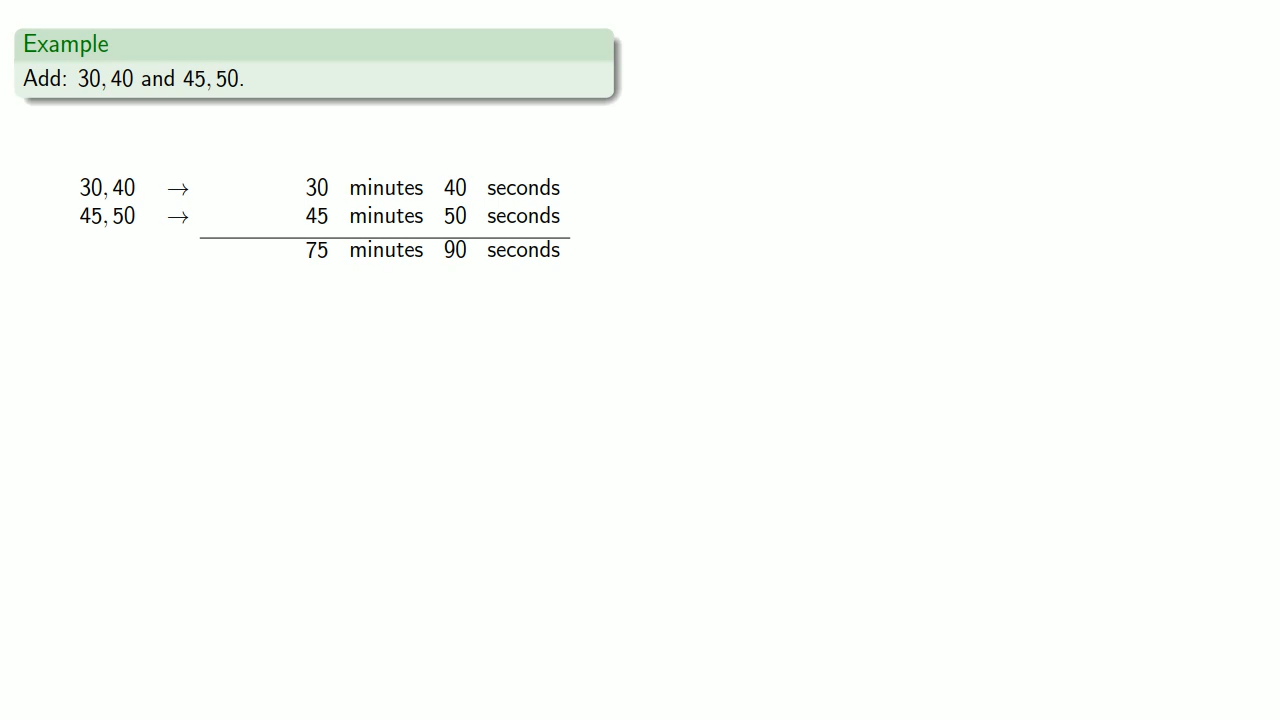 Example
Add: 30, 40 and 45, 50.
30, 40 → 30 minutes 40 seconds
45, 50 → 45 minutes 50 seconds
75 minutes 90 seconds